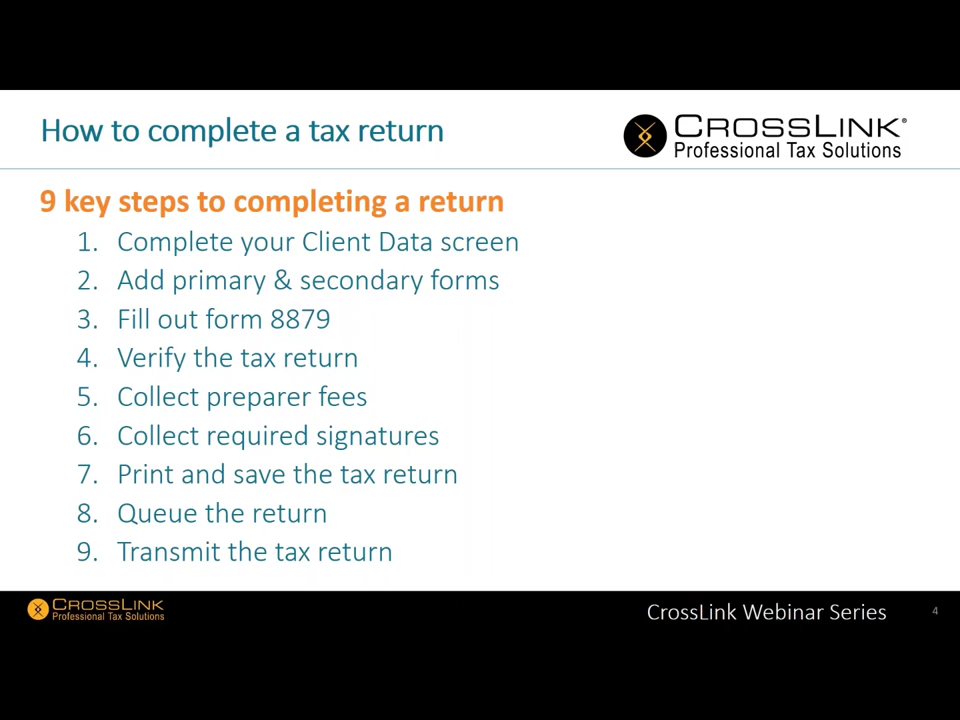 How to complete a tax return
CROSSLINK®
Professional Tax Solutions
9 key steps to completing a return
1. Complete your Client Data screen
2. Add primary & secondary forms
3. Fill out form 8879
4. Verify the tax return
5. Collect preparer fees
6. Collect required signatures
7. Print and save the tax return
8. Queue the return
9. Transmit the tax return
CROSSLINK
Professional Tax Solutions
CrossLink Webinar Series
4